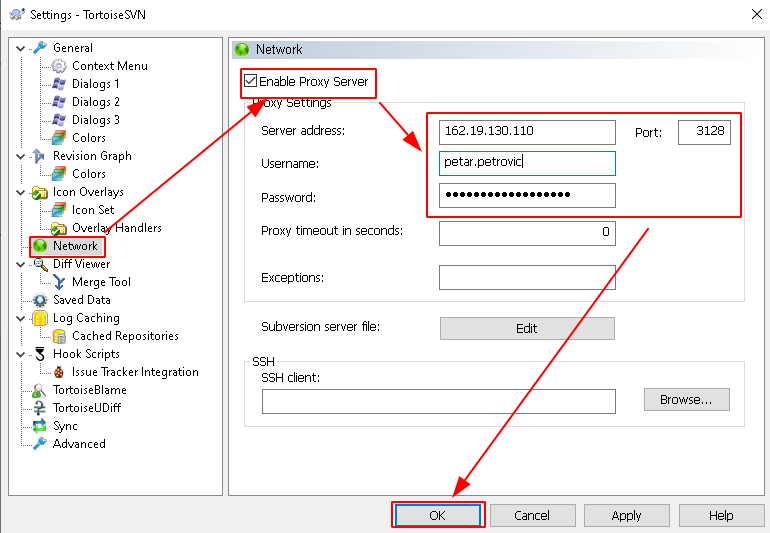 Settings - TortoiseSVN
General
Context Menu
Dialogs 1
Dialogs 2
Dialogs 3
Colors
Revision Graph
Colors
Icon Overlays
Icon Set
Overlay Handlers
Network
Diff Viewer
Merge Tool
Saved Data
Log Caching
Cached Repositories
Hook Scripts
Issue Tracker Integration
TortoiseBlame
TortoiseUDiff
Sync
Advanced
Network
Enable Proxy Server
Proxy Settings
Server address: 162.19.130.110 Port: 3128
Username: petar.petrovic
Password: ●●●●●●●●●●●●●●●●●●
Proxy timeout in seconds: 0
Exceptions:
Subversion server file: Edit
SSH
SSH client:
Browse...
OK Cancel Apply Help